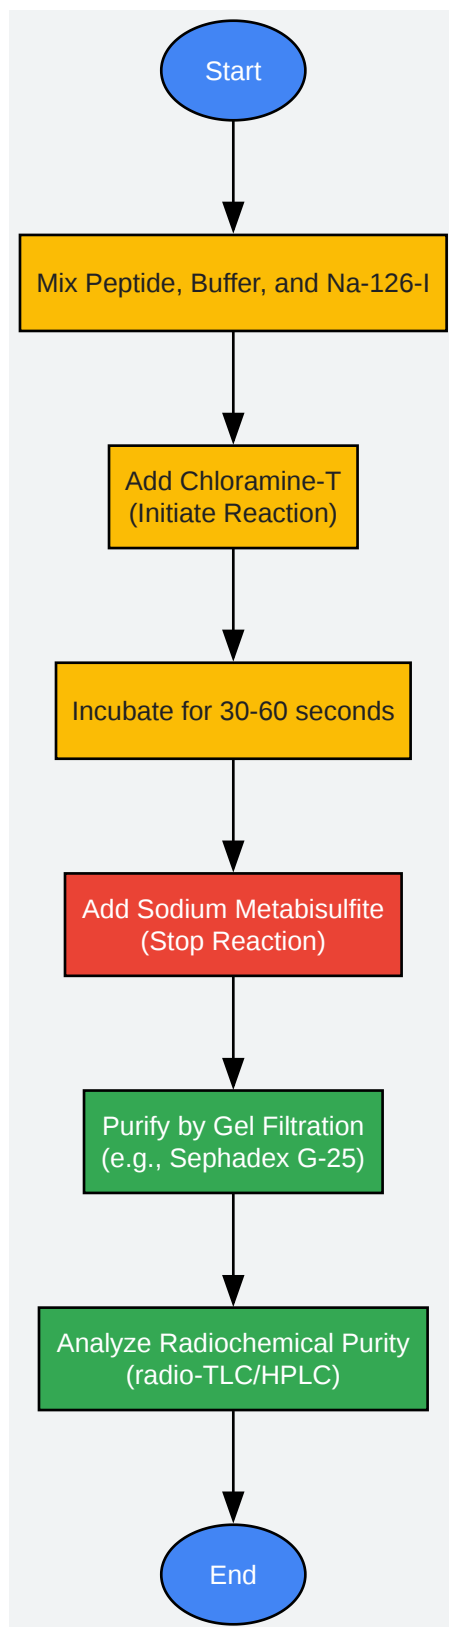 Start
Mix Peptide, Buffer, and Na-126-I
Add Chloramine-T
(Initiate Reaction)
Incubate for 30-60 seconds
Add Sodium Metabisulfite
(Stop Reaction)
Purify by Gel Filtration
(e.g., Sephadex G-25)
Analyze Radiochemical Purity
(radio-TLC/HPLC)
End